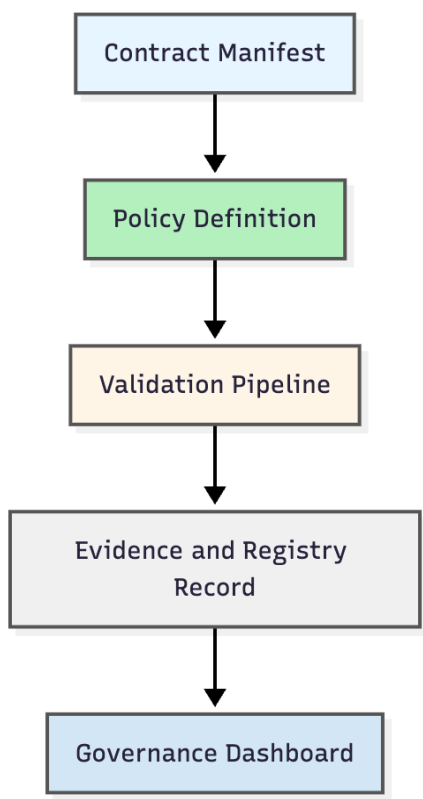 Contract Manifest
Policy Definition
Validation Pipeline
Evidence and Registry
Record
Governance Dashboard